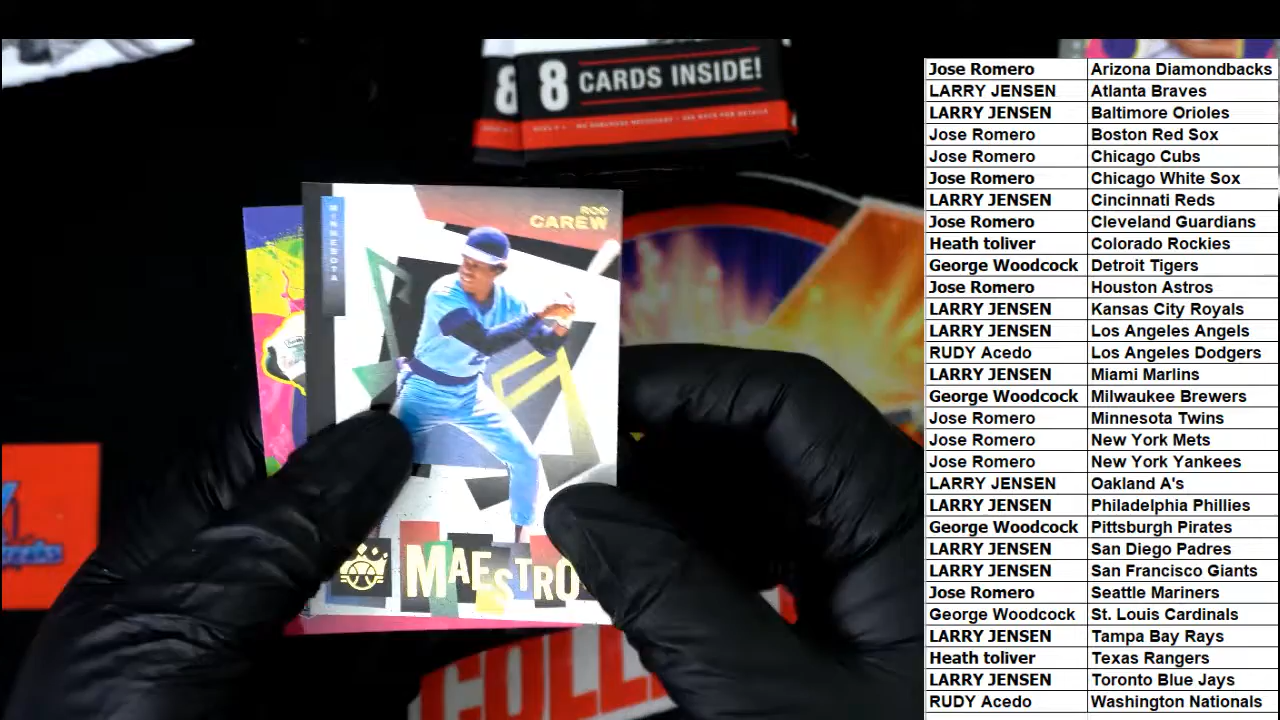 8
8 CARDS INSIDE!
MINNESOTA
ROD
CAREW
MAESTRO
COLL
Jose Romero Arizona Diamondbacks
LARRY JENSEN Atlanta Braves
LARRY JENSEN Baltimore Orioles
Jose Romero Boston Red Sox
Jose Romero Chicago Cubs
Jose Romero Chicago White Sox
LARRY JENSEN Cincinnati Reds
Jose Romero Cleveland Guardians
Heath toliver Colorado Rockies
George Woodcock Detroit Tigers
Jose Romero Houston Astros
LARRY JENSEN Kansas City Royals
LARRY JENSEN Los Angeles Angels
RUDY Acedo Los Angeles Dodgers
LARRY JENSEN Miami Marlins
George Woodcock Milwaukee Brewers
Jose Romero Minnesota Twins
Jose Romero New York Mets
Jose Romero New York Yankees
LARRY JENSEN Oakland A's
LARRY JENSEN Philadelphia Phillies
George Woodcock Pittsburgh Pirates
LARRY JENSEN San Diego Padres
LARRY JENSEN San Francisco Giants
Jose Romero Seattle Mariners
George Woodcock St. Louis Cardinals
LARRY JENSEN Tampa Bay Rays
Heath toliver Texas Rangers
LARRY JENSEN Toronto Blue Jays
RUDY Acedo Washington Nationals